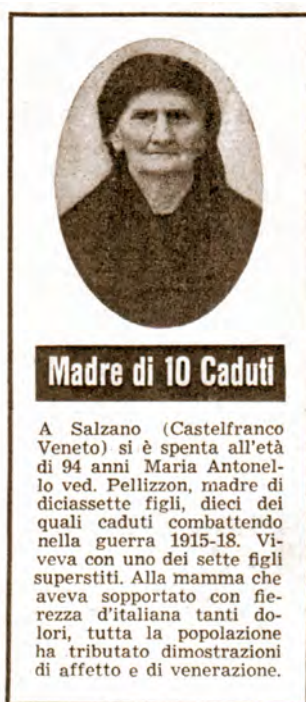 Madre di 10 Caduti
A Salzano (Castelfranco
Veneto) si è spenta all'età
di 94 anni Maria Antonel-
lo ved. Pellizzon, madre di
diciassette figli, dieci dei
quali caduti combattendo
nella guerra 1915-18. Vi-
veva con uno dei sette figli
superstiti. Alla mamma che
aveva sopportato con fie-
rezza d'italiana tanti do-
lori, tutta la popolazione
ha tributato dimostrazioni
di affetto e di venerazione.